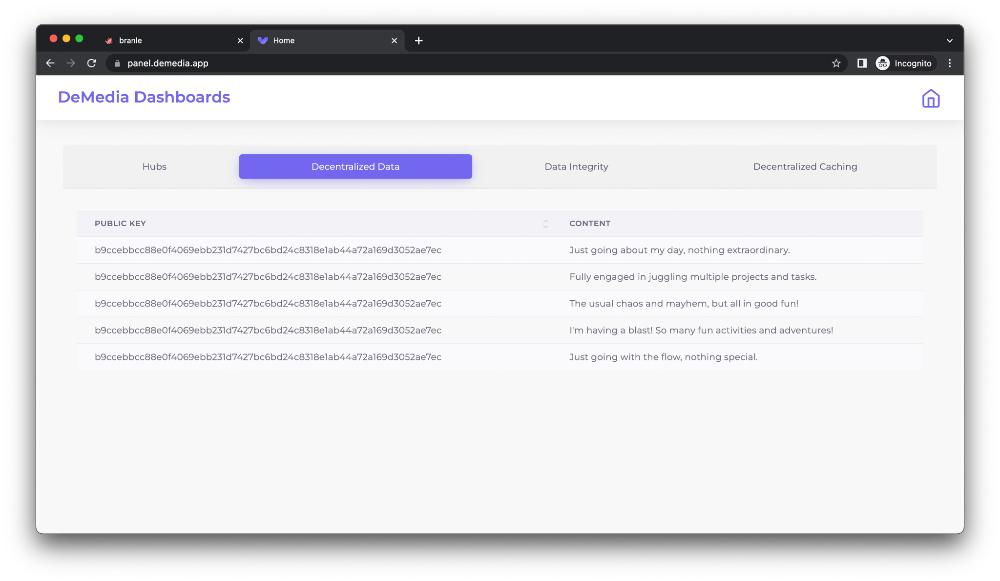 branle
Home
panel.demedia.app
Incognito
DeMedia Dashboards
Hubs
Decentralized Data
Data Integrity
Decentralized Caching
PUBLIC KEY
CONTENT
b9ccebbcc88e0f4069ebb231d7427bc6bd24c8318e1ab44a72a169d3052ae7ec
Just going about my day, nothing extraordinary.
b9ccebbcc88e0f4069ebb231d7427bc6bd24c8318e1ab44a72a169d3052ae7ec
Fully engaged in juggling multiple projects and tasks.
b9ccebbcc88e0f4069ebb231d7427bc6bd24c8318e1ab44a72a169d3052ae7ec
The usual chaos and mayhem, but all in good fun!
b9ccebbcc88e0f4069ebb231d7427bc6bd24c8318e1ab44a72a169d3052ae7ec
I'm having a blast! So many fun activities and adventures!
b9ccebbcc88e0f4069ebb231d7427bc6bd24c8318e1ab44a72a169d3052ae7ec
Just going with the flow, nothing special.